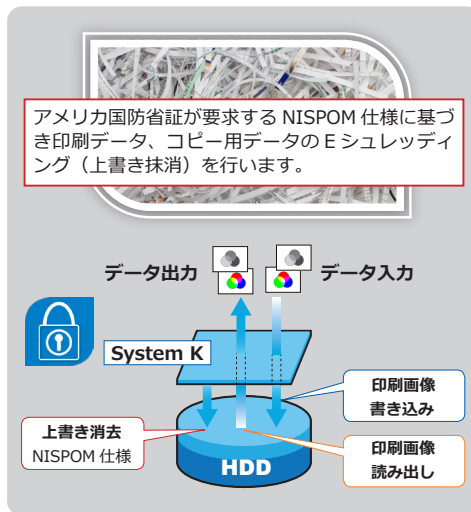 アメリカ国防省証が要求する NISPOM 仕様に基づ
き印刷データ、コピー用データの E シュレッディ
ング（上書き抹消）を行います。
データ出力
データ入力
System K
印刷画像
書き込み
上書き消去
NISPOM 仕様
印刷画像
読み出し
HDD